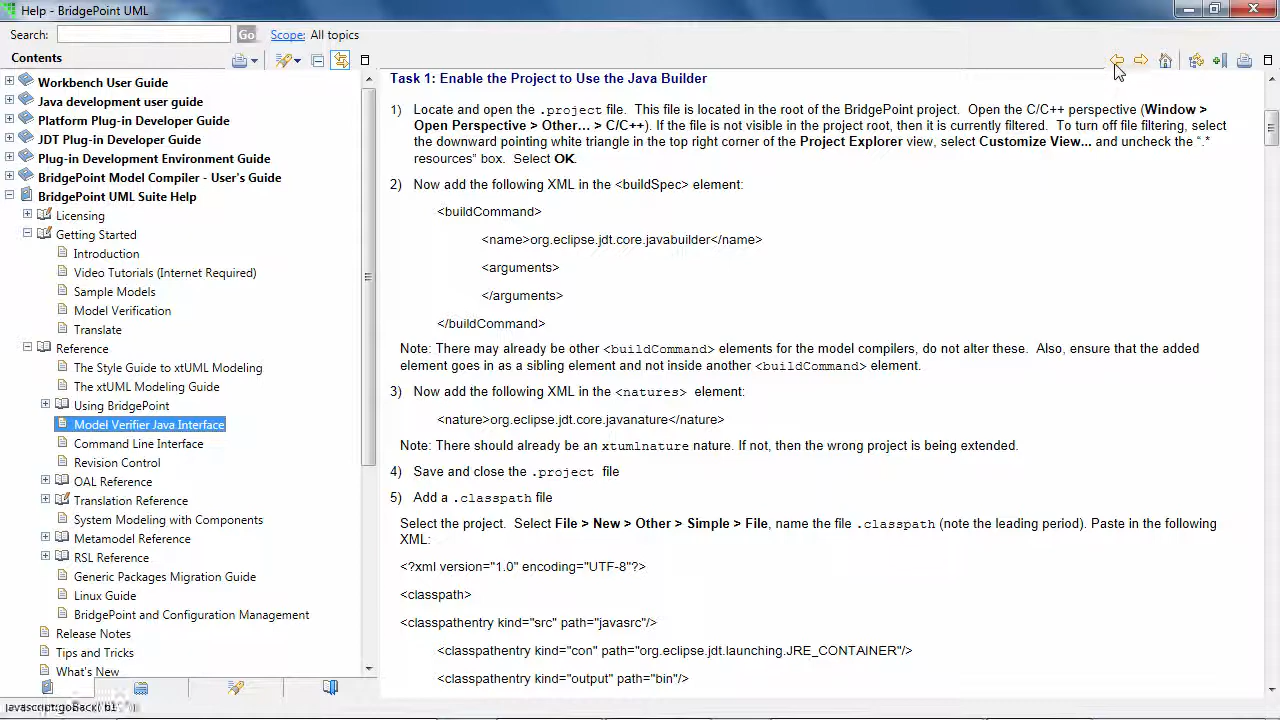 Help - BridgePoint UML
Search: Go Scope: All topics
Contents
Workbench User Guide
Java development user guide
Platform Plug-in Developer Guide
JDT Plug-in Developer Guide
Plug-in Development Environment Guide
BridgePoint Model Compiler - User's Guide
BridgePoint UML Suite Help
Licensing
Getting Started
Introduction
Video Tutorials (Internet Required)
Sample Models
Model Verification
Translate
Reference
The Style Guide to xtUML Modeling
The xtUML Modeling Guide
Using BridgePoint
Model Verifier Java Interface
Command Line Interface
Revision Control
OAL Reference
Translation Reference
System Modeling with Components
Metamodel Reference
RSL Reference
Generic Packages Migration Guide
Linux Guide
BridgePoint and Configuration Management
Release Notes
Tips and Tricks
What's New
Task 1: Enable the Project to Use the Java Builder
1) Locate and open the .project file. This file is located in the root of the BridgePoint project. Open the C/C++ perspective (Window >
Open Perspective > Other... > C/C++). If the file is not visible in the project root, then it is currently filtered. To turn off file filtering, select
the downward pointing white triangle in the top right corner of the Project Explorer view, select Customize View... and uncheck the “.*
resources” box. Select OK.
2) Now add the following XML in the <buildSpec> element:
<buildCommand>
<name>org.eclipse.jdt.core.javabuilder</name>
<arguments>
</arguments>
</buildCommand>
Note: There may already be other <buildCommand> elements for the model compilers, do not alter these. Also, ensure that the added
element goes in as a sibling element and not inside another <buildCommand> element.
3) Now add the following XML in the <natures> element:
<nature>org.eclipse.jdt.core.javanature</nature>
Note: There should already be an xtumlnature nature. If not, then the wrong project is being extended.
4) Save and close the .project file
5) Add a .classpath file
Select the project. Select File > New > Other > Simple > File, name the file .classpath (note the leading period). Paste in the following
XML:
<?xml version="1.0" encoding="UTF-8"?>
<classpath>
<classpathentry kind="src" path="javasrc"/>
<classpathentry kind="con" path="org.eclipse.jdt.launching.JRE_CONTAINER"/>
<classpathentry kind="output" path="bin"/>